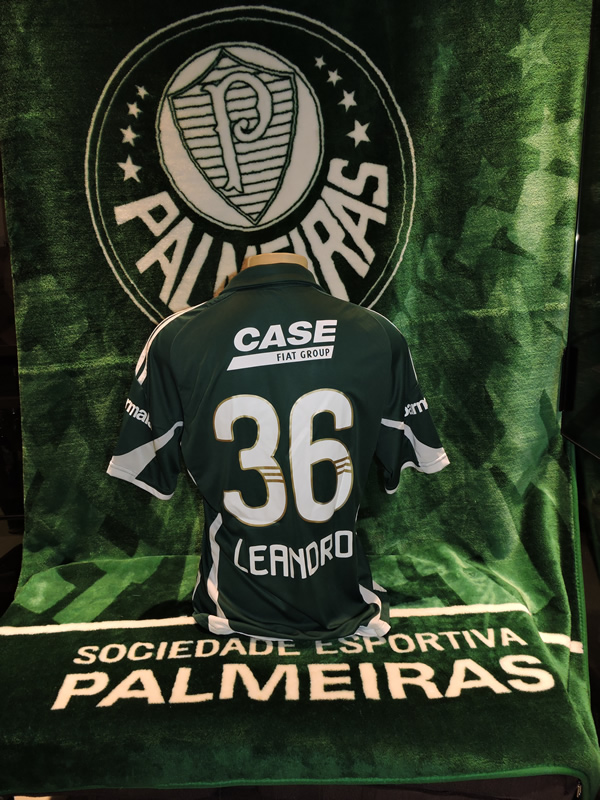 P
PALMEIRAS
CASE
FIAT GROUP
36
LEANDRO
SOCIEDADE ESPORTIVA
PALMEIRAS